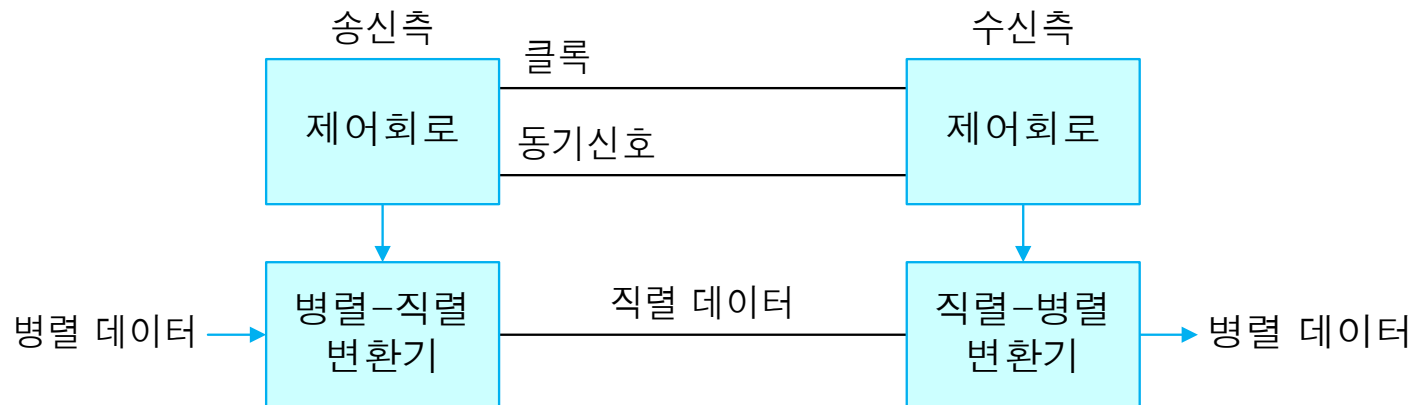 송신측
수신측
클록
제어회로
제어회로
동기신호
병렬-직렬
변환기
직렬 데이터
직렬-병렬
변환기
병렬 데이터
병렬 데이터